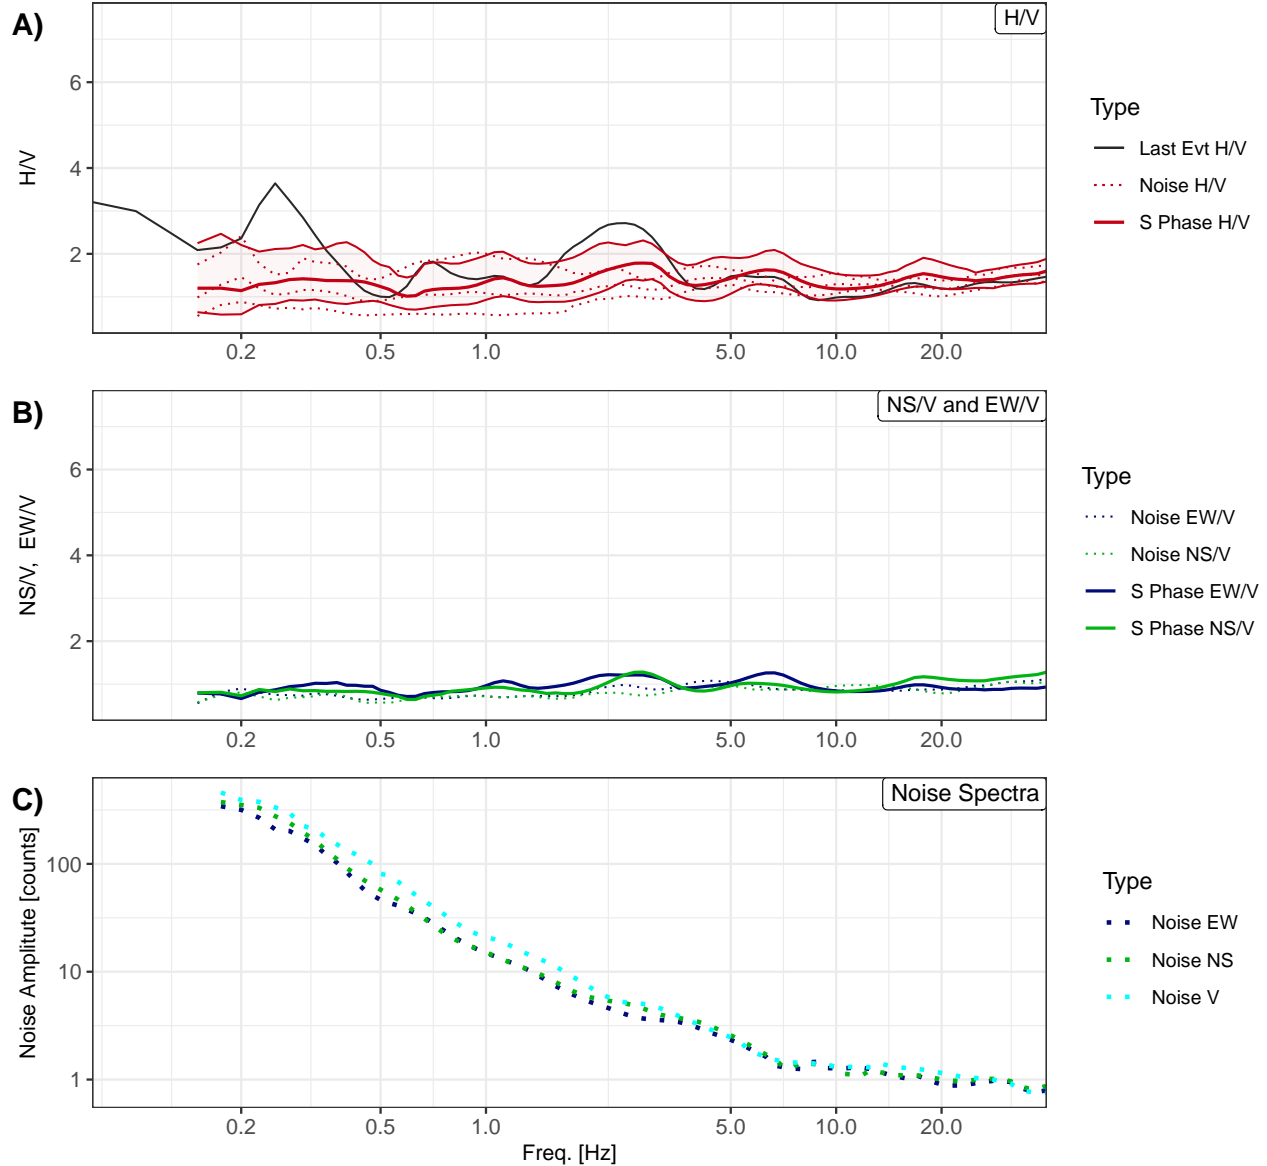 A)
H/V
6
4
2
H/V
0.2
0.5
1.0
5.0
10.0
20.0
Type
Last Evt H/V
Noise H/V
S Phase H/V
B)
NS/V and EW/V
6
4
2
NS/V, EW/V
0.2
0.5
1.0
5.0
10.0
20.0
Type
Noise EW/V
Noise NS/V
S Phase EW/V
S Phase NS/V
C)
Noise Spectra
100
10
1
Noise Amplitute [counts]
0.2
0.5
1.0
5.0
10.0
20.0
Freq. [Hz]
Type
Noise EW
Noise NS
Noise V